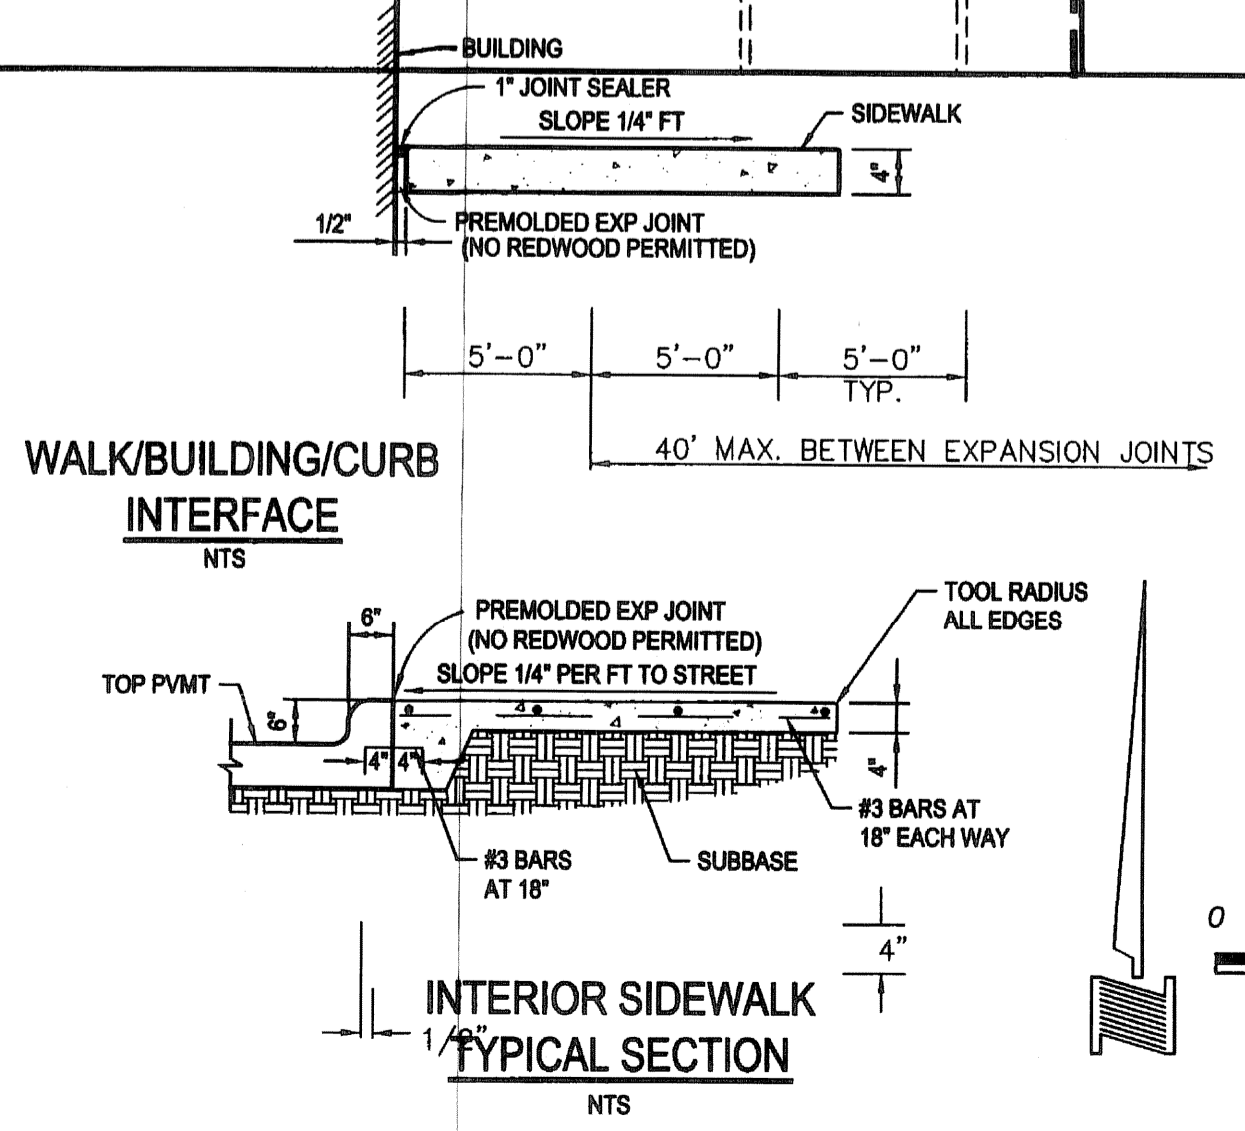 BUILDING
1" JOINT SEALER
SLOPE 1/4" FT
SIDEWALK
4"
1/2"
PREMOLDED EXP JOINT
(NO REDWOOD PERMITTED)
5'-0" 5'-0" 5'-0"
TYP.
40' MAX. BETWEEN EXPANSION JOINTS
WALK/BUILDING/CURB
INTERFACE
NTS
6"
PREMOLDED EXP JOINT
(NO REDWOOD PERMITTED)
TOOL RADIUS
ALL EDGES
SLOPE 1/4" PER FT TO STREET
TOP PVMT
6"
4" 4"
4"
#3 BARS AT
18" EACH WAY
#3 BARS
AT 18"
SUBBASE
0
4"
INTERIOR SIDEWALK
1/2"
TYPICAL SECTION
NTS